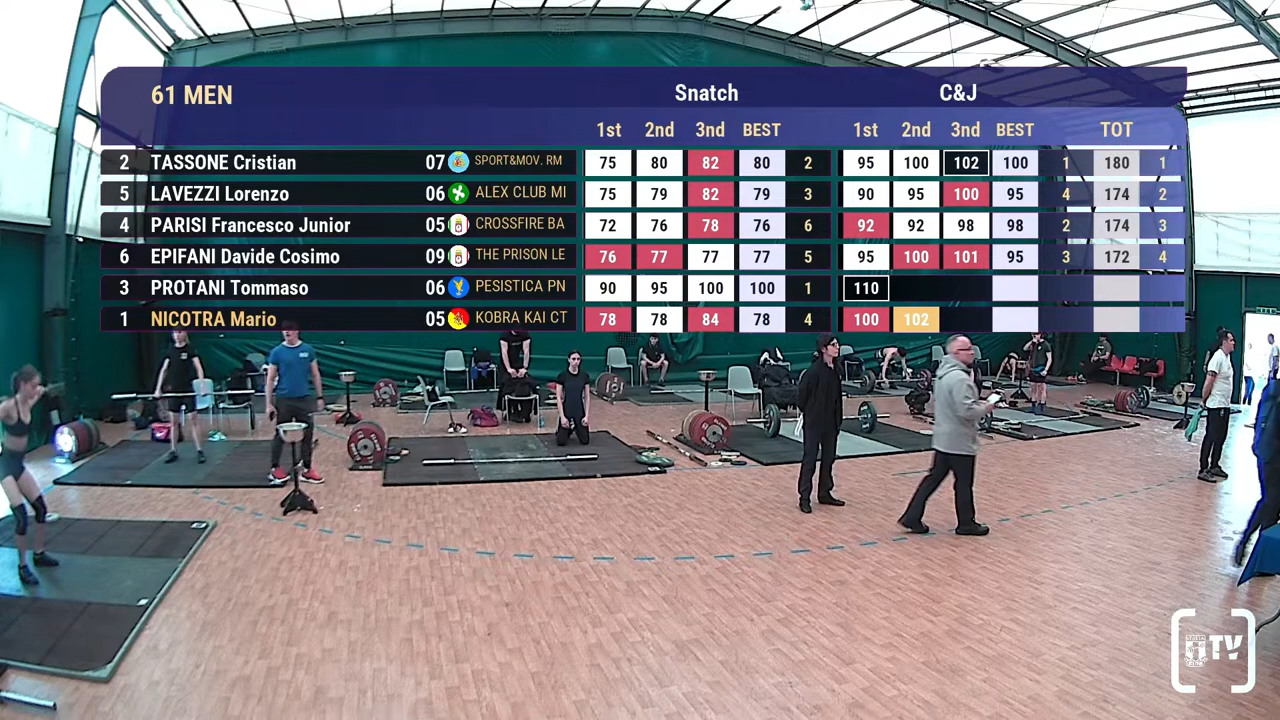 61 MEN Snatch C&J
1st 2nd 3nd BEST 1st 2nd 3nd BEST TOT
2 TASSONE Cristian 07 SPORT&MOV. RM 75 80 82 80 2 95 100 102 100 1 180 1
5 LAVEZZI Lorenzo 06 ALEX CLUB MI 75 79 82 79 3 90 95 100 95 4 174 2
4 PARISI Francesco Junior 05 CROSSFIRE BA 72 76 78 76 6 92 92 98 98 2 174 3
6 EPIFANI Davide Cosimo 09 THE PRISON LE 76 77 77 77 5 95 100 101 95 3 172 4
3 PROTANI Tommaso 06 PESISTICA PN 90 95 100 100 1 110
1 NICOTRA Mario 05 KOBRA KAI CT 78 78 84 78 4 100 102
TV